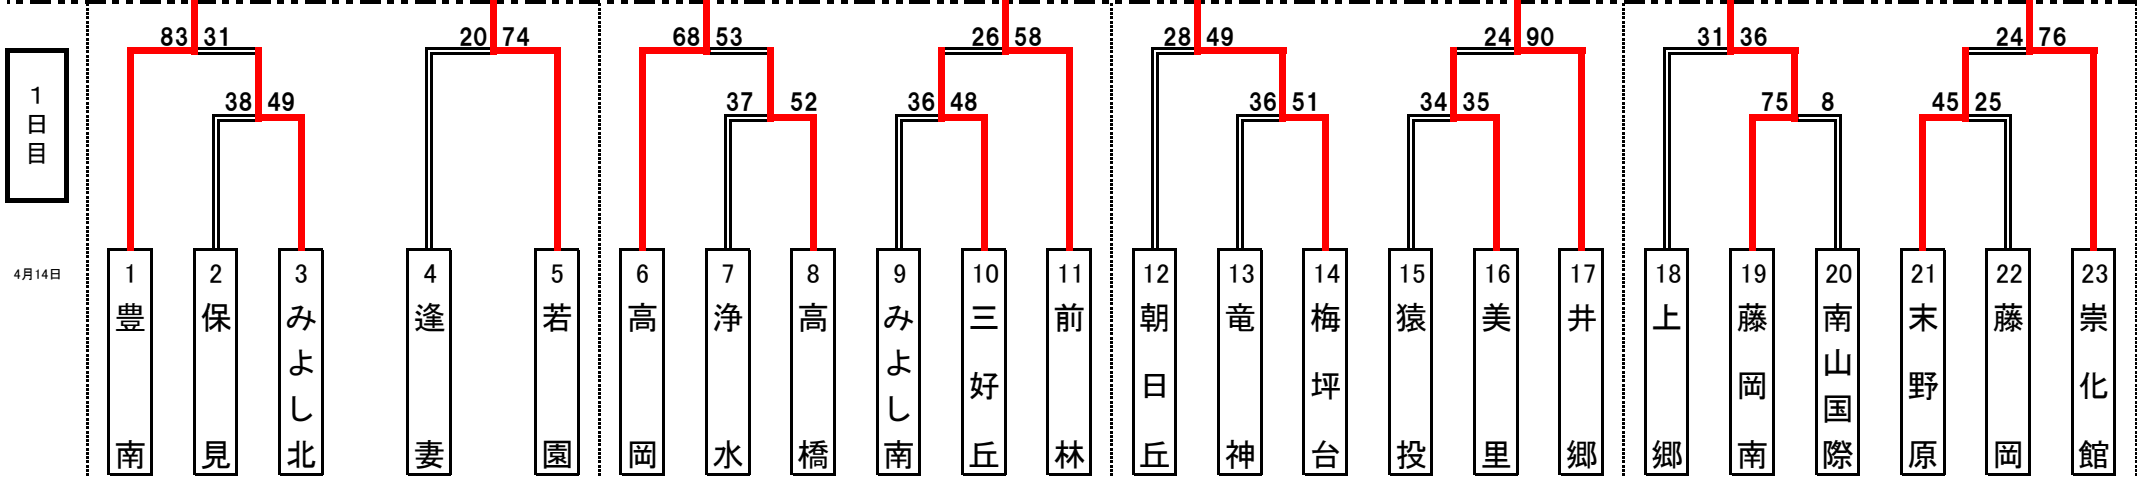 83 31
20 74
68 53
26 58
28 49
24 90
31 36
24 76
38 49
37 52
36 48
36 51
34 35
75 8
45 25
1日目
4月14日
1 豊南
2 保見
3 みよし北
4 逢妻
5 若園
6 高岡
7 浄水
8 高橋
9 みよし南
10 三好丘
11 前林
12 朝日丘
13 竜神
14 梅坪台
15 猿投
16 美里
17 井郷
18 上郷
19 藤岡南
20 南山国際
21 末野原
22 藤岡
23 崇化館